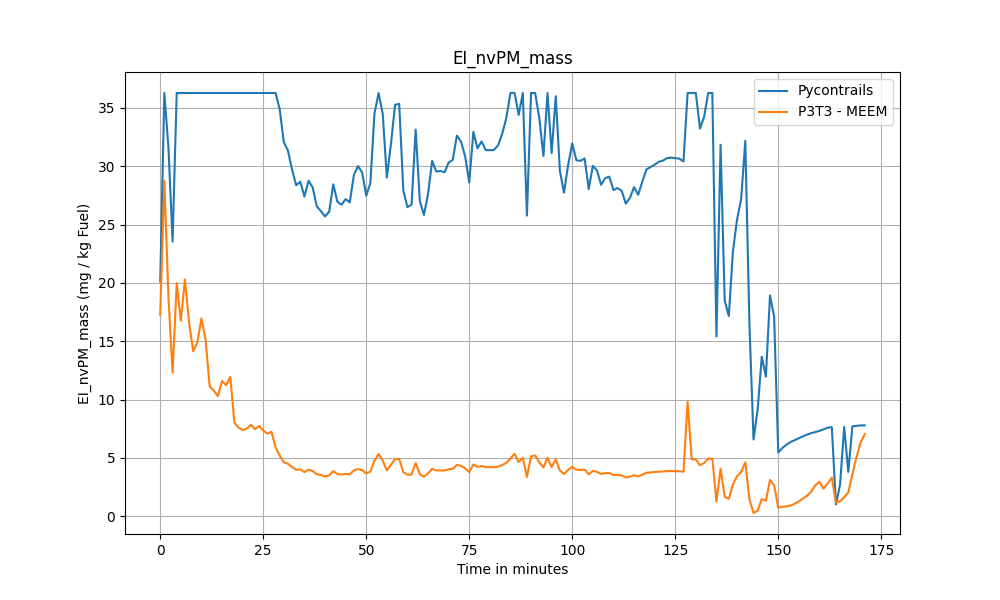 EI_nvPM_mass
Pycontrails
P3T3 - MEEM
EI_nvPM_mass (mg / kg Fuel)
35
30
25
20
15
10
5
0
0 25 50 75 100 125 150 175
Time in minutes